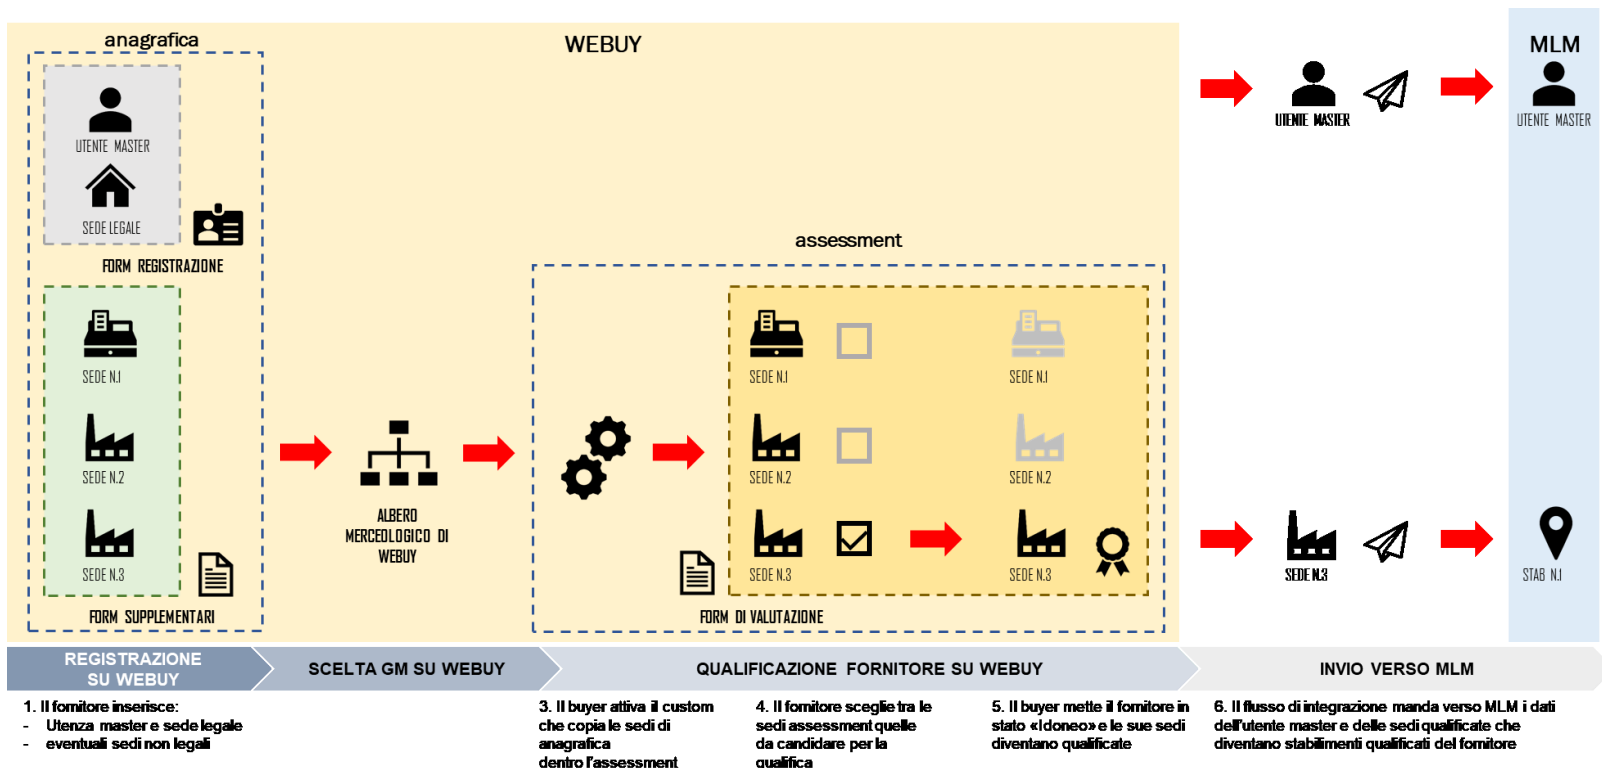 anagrafica
WEBUY
MLM
UTENTE MASTER
SEDE LEGALE
FORM REGISTRAZIONE
UTENTE MASTER
UTENTE MASTER
assessment
SEDE N.1
SEDE N.2
SEDE N.3
FORM SUPPLEMENTARI
ALBERO
MERCEOLOGICO DI
WEBUY
SEDE N.1
SEDE N.2
SEDE N.3
FORM DI VALUTAZIONE
SEDE N.1
SEDE N.2
SEDE N.3
SEDE N.3
STAB N.1
REGISTRAZIONE
SU WEBUY
SCELTA GM SU WEBUY
QUALIFICAZIONE FORNITORE SU WEBUY
INVIO VERSO MLM
1. Il fornitore inserisce:
- Utenza master e sede legale
- eventuali sedi non legali
3. Il buyer attiva il custom
che copia le sedi di
anagrafica
dentro l'assessment
4. Il fornitore sceglie tra le
sedi assessment quelle
da candidare per la
qualifica
5. Il buyer mette il fornitore in
stato «Idoneo» e le sue sedi
diventano qualificate
6. Il flusso di integrazione manda verso MLM i dati
dell'utente master e delle sedi qualificate che
diventano stabilimenti qualificati del fornitore